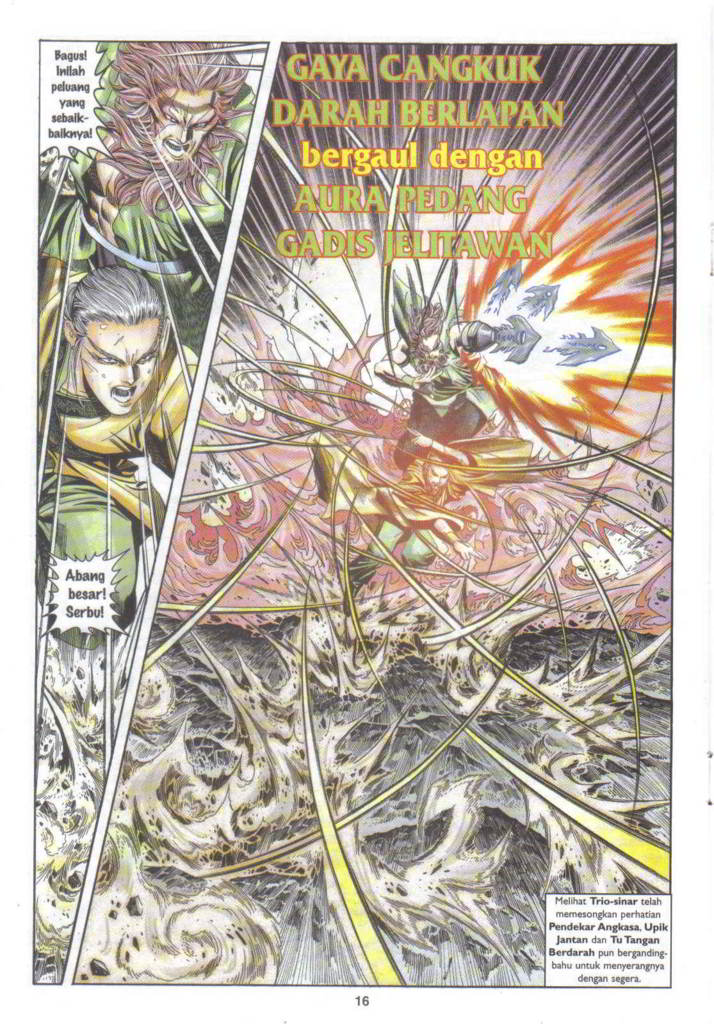 Bagus!
Inilah
peluang
yang
sebaik-
baiknya!
GAYA CANGKUK
DARAH BERLAPAN
bergaul dengan
AURA PEDANG
GADIS JELITAWAN
Abang
besar!
Serbu!
Melihat Trio-sinar telah
memesongkan perhatian
Pendekar Angkasa, Upik
Jantan dan Tu Tangan
Berdarah pun berganding-
bahu untuk menyerangnya
dengan segera.
16